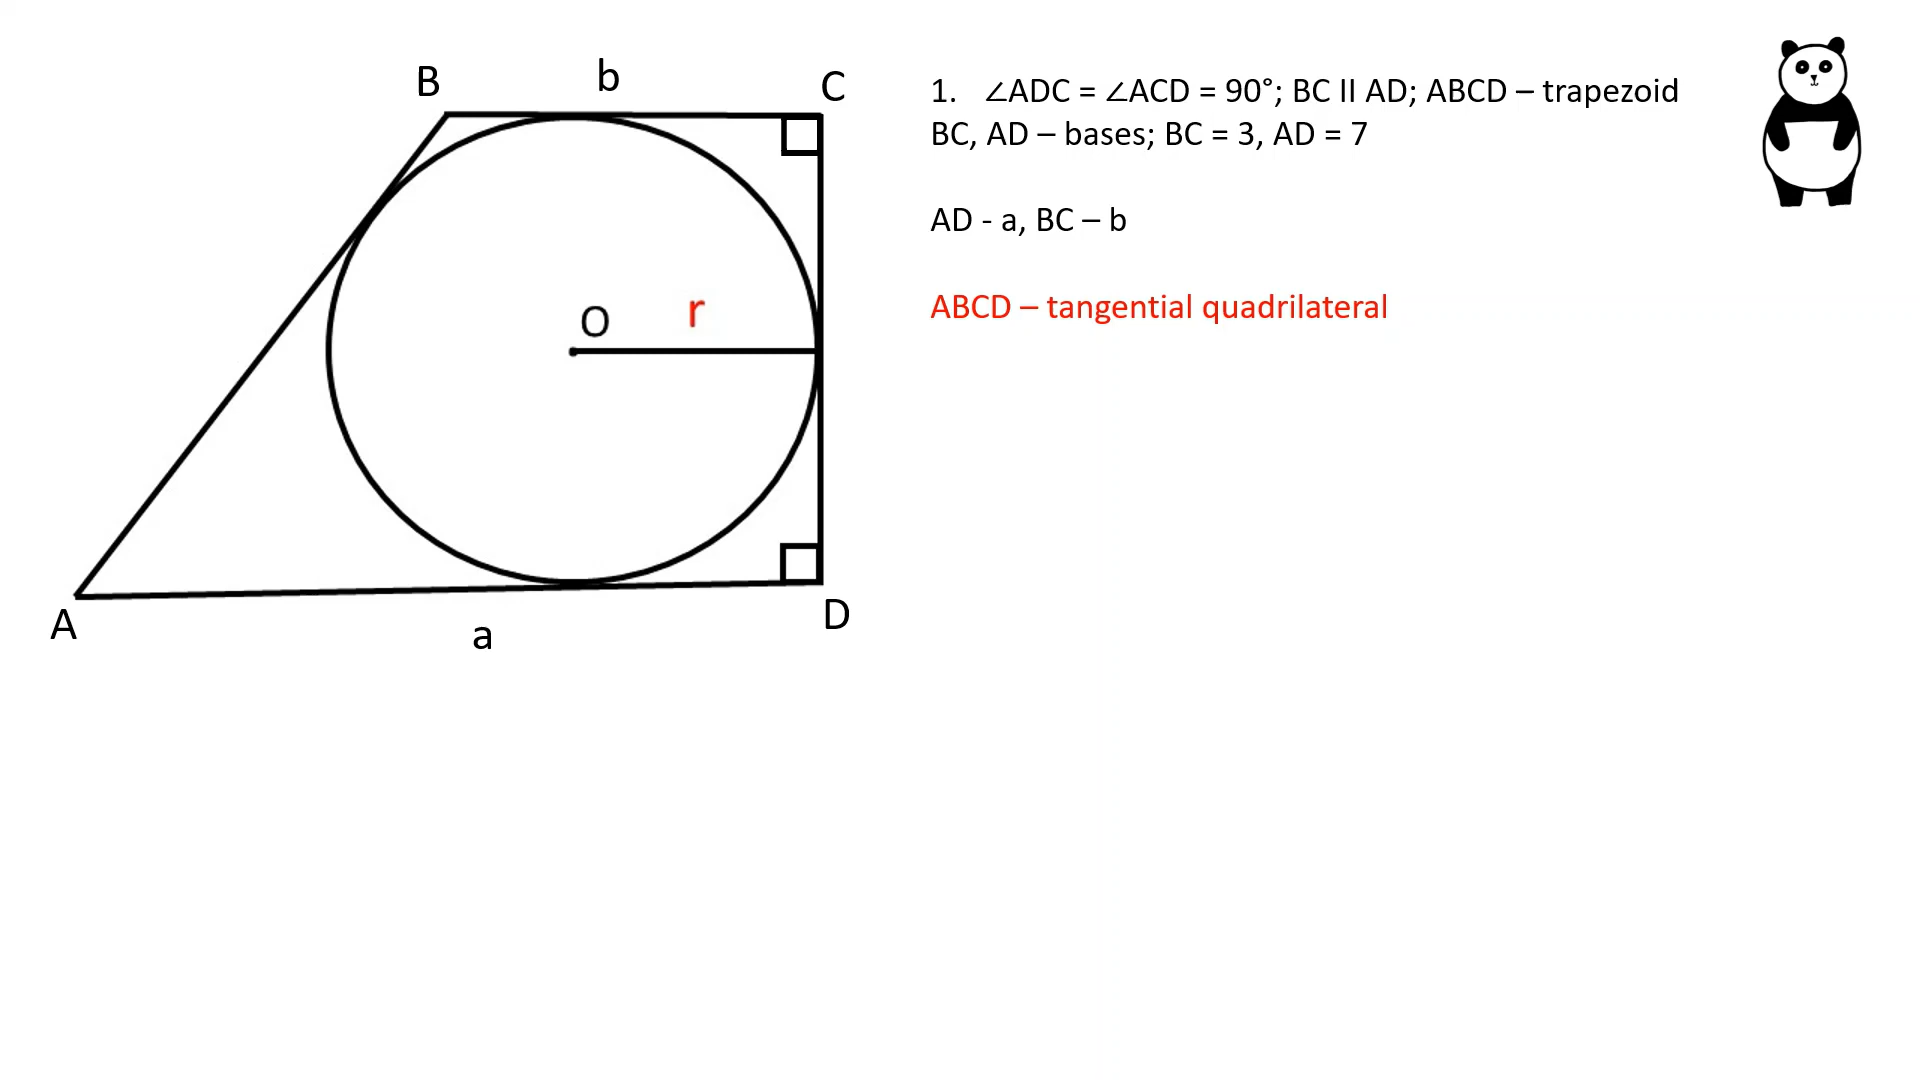 B
b
C
1. ∠ADC = ∠ACD = 90°; BC II AD; ABCD – trapezoid
BC, AD – bases; BC = 3, AD = 7
AD - a, BC – b
ABCD – tangential quadrilateral
O
r
A
a
D